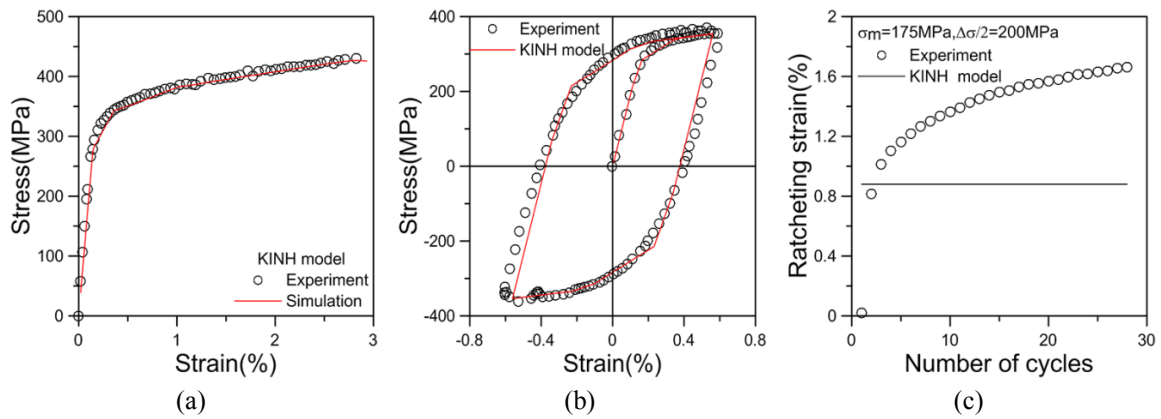 500
400
300
200
100
0
Stress(MPa)
KINH model
Experiment
Simulation
0
1
2
3
Strain(%)
(a)
400
200
0
-200
-400
Stress(MPa)
Experiment
KINH model
-0.8
-0.4
0
0.4
0.8
Strain(%)
(b)
2
1.6
1.2
0.8
0.4
0
Ratcheting strain(%)
σm=175MPa,Δσ/2=200MPa
Experiment
KINH model
0
10
20
30
Number of cycles
(c)